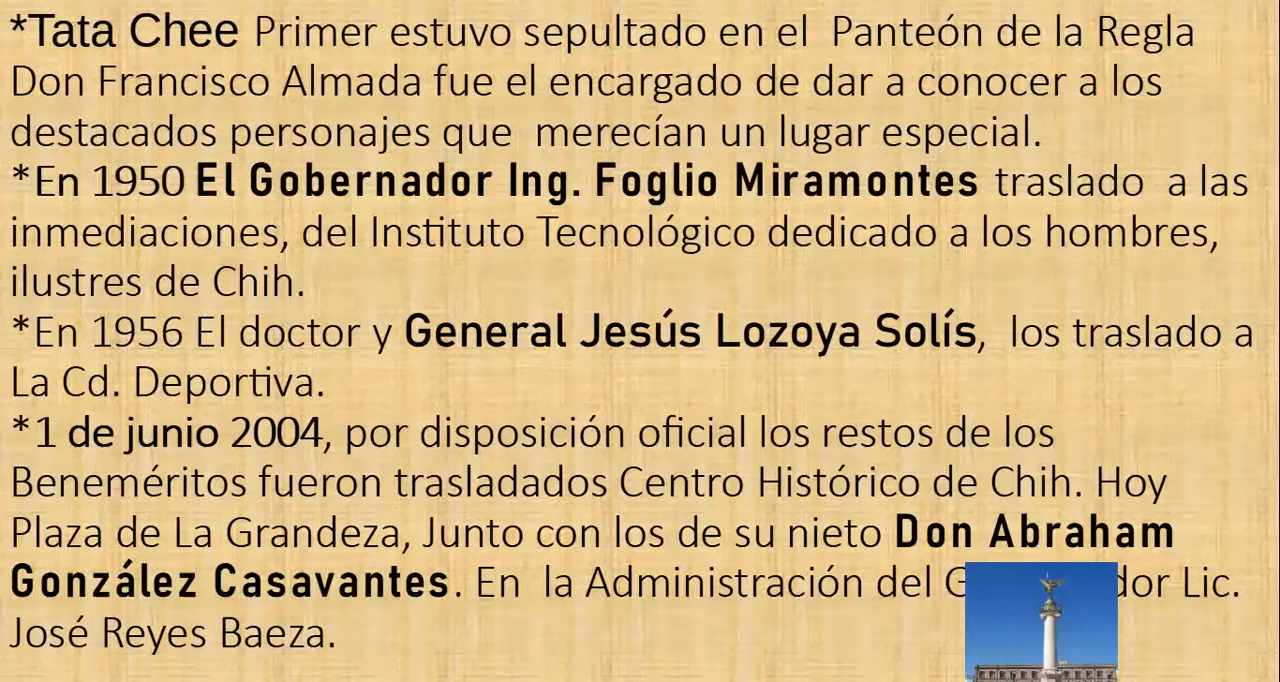 *Tata Chee Primer estuvo sepultado en el Panteón de la Regla
Don Francisco Almada fue el encargado de dar a conocer a los
destacados personajes que merecían un lugar especial.
*En 1950 El Gobernador Ing. Foglio Miramontes traslado a las
inmediaciones, del Instituto Tecnológico dedicado a los hombres,
ilustres de Chih.
*En 1956 El doctor y General Jesús Lozoya Solís, los traslado a
La Cd. Deportiva.
*1 de junio 2004, por disposición oficial los restos de los
Beneméritos fueron trasladados Centro Histórico de Chih. Hoy
Plaza de La Grandeza, Junto con los de su nieto Don Abraham
González Casavantes. En la Administración del Lic.
José Reyes Baeza.